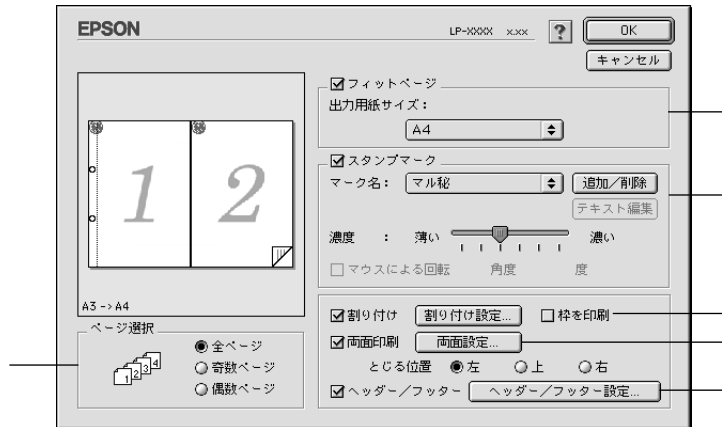 EPSON
LP-XXXX x.xx
?
OK
キャンセル
フィットページ
出力用紙サイズ：
A4
スタンプマーク
マーク名： マル秘 追加／削除
テキスト編集
濃度 ： 薄い 濃い
マウスによる回転 角度 度
1 2
A3 -> A4
ページ選択
全ページ
奇数ページ
偶数ページ
1 2 3 4
割り付け 割り付け設定... 枠を印刷
両面印刷 両面設定...
とじる位置 左 上 右
ヘッダー／フッター ヘッダー／フッター設定...